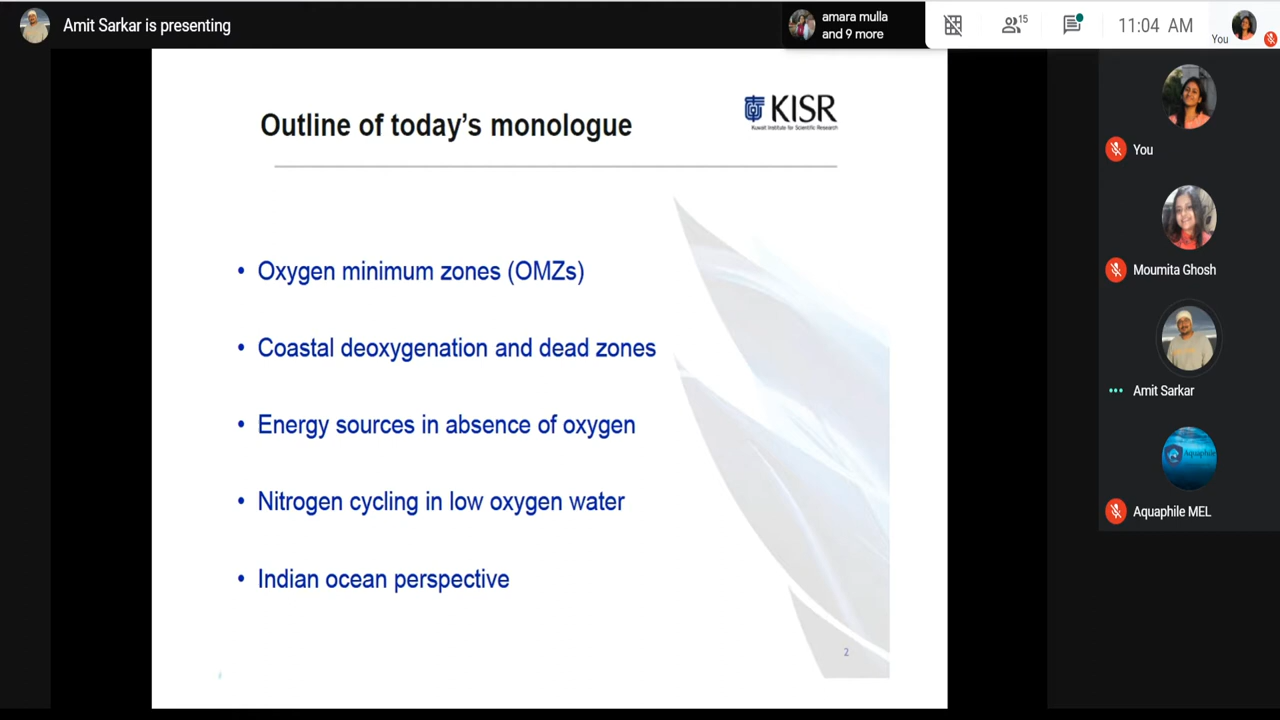 Amit Sarkar is presenting
amara mulla
and 9 more
15
11:04 AM
You
Outline of today's monologue
KISR
Kuwait Institute for Scientific Research
• Oxygen minimum zones (OMZs)
• Coastal deoxygenation and dead zones
• Energy sources in absence of oxygen
• Nitrogen cycling in low oxygen water
• Indian ocean perspective
2
You
Moumita Ghosh
Amit Sarkar
Aquaphile
Aquaphile MEL